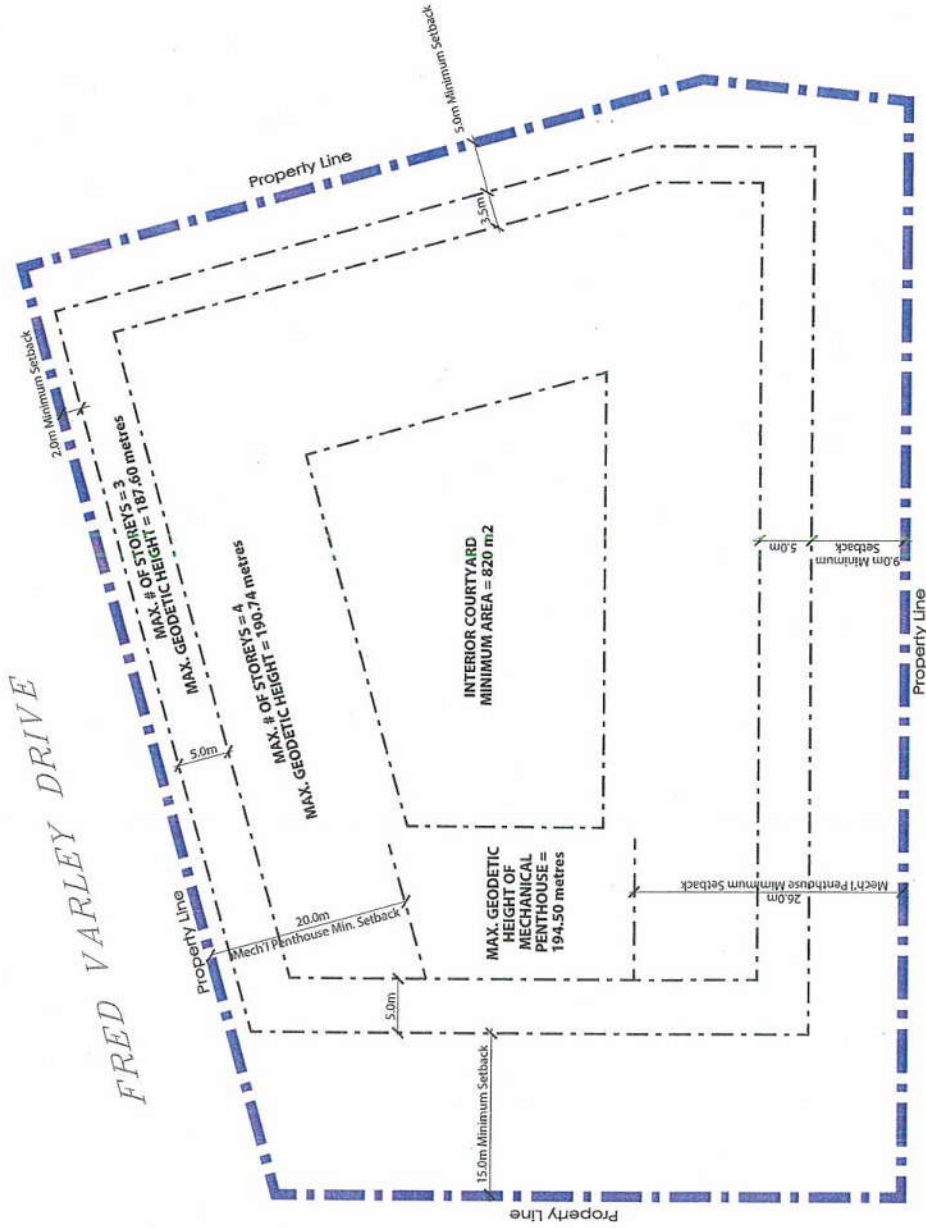 FRED VARLEY DRIVE
2.0m Minimum Setback
5.0m Minimum Setback
Property Line
3.5m
MAX. # OF STOREYS = 3
MAX. GEODETIC HEIGHT = 187.60 metres
5.0m
MAX. # OF STOREYS = 4
MAX. GEODETIC HEIGHT = 190.74 metres
Property Line
20.0m
Mech'l Penthouse Min. Setback
INTERIOR COURTYARD
MINIMUM AREA = 820 m2
MAX. GEODETIC
HEIGHT OF
MECHANICAL
PENTHOUSE =
194.50 metres
5.0m
15.0m Minimum Setback
26.0m
Mech'l Penthouse Minimum Setback
5.0m
9.0m Minimum
Setback
Property Line
Property Line